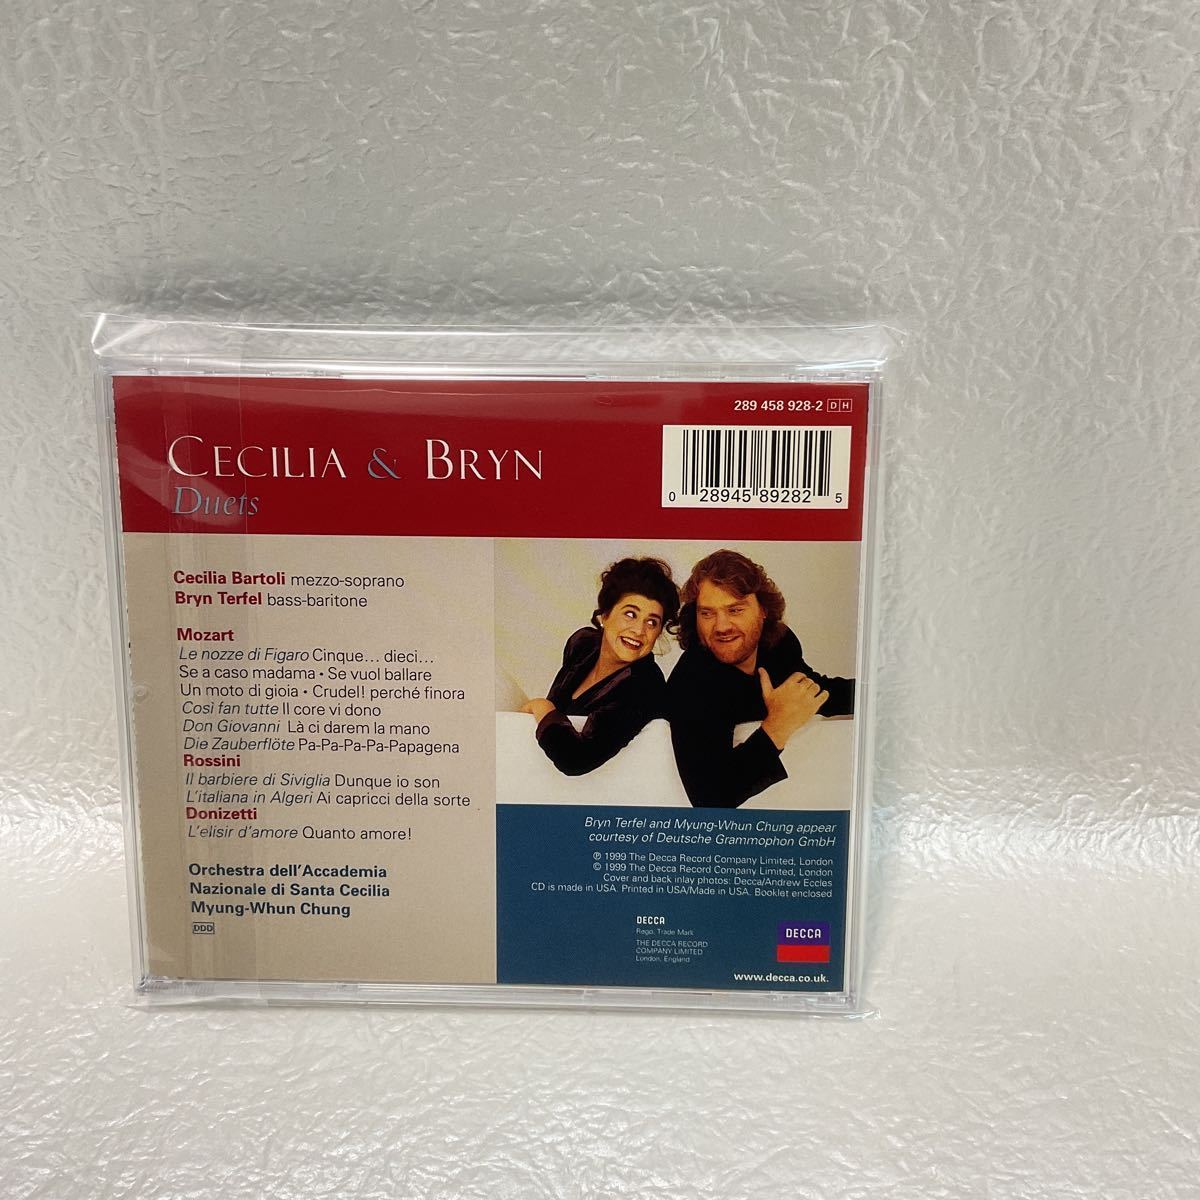 289 458 928-2 DH
CECILIA & BRYN
Duets
0 28945 89282 5
Cecilia Bartoli mezzo-soprano
Bryn Terfel bass-baritone
Mozart
Le nozze di Figaro Cinque... dieci...
Se a caso madama • Se vuol ballare
Un moto di gioia • Crudel! perché finora
Così fan tutte Il core vi dono
Don Giovanni Là ci darem la mano
Die Zauberflöte Pa-Pa-Pa-Pa-Papagena
Rossini
Il barbiere di Siviglia Dunque io son
L'italiana in Algeri Ai capricci della sorte
Donizetti
L'elisir d'amore Quanto amore!
Orchestra dell'Accademia
Nazionale di Santa Cecilia
Myung-Whun Chung
DDD
Bryn Terfel and Myung-Whun Chung appear
courtesy of Deutsche Grammophon GmbH
℗ 1999 The Decca Record Company Limited, London
© 1999 The Decca Record Company Limited, London
Cover and back inlay photos: Decca/Andrew Eccles
CD is made in USA. Printed in USA/Made in USA. Booklet enclosed
DECCA
Regd. Trade Mark
THE DECCA RECORD
COMPANY LIMITED
London, England
DECCA
www.decca.co.uk.